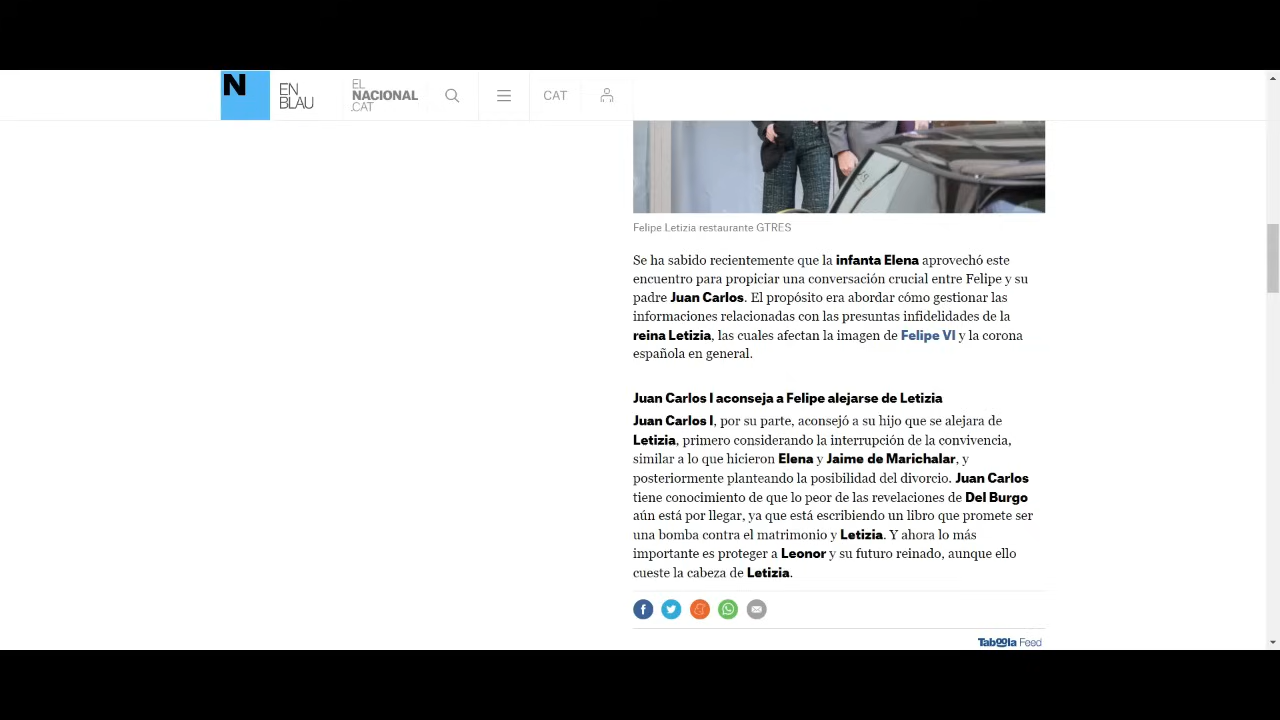 N
EN
BLAU
EL
NACIONAL
.CAT
CAT
Felipe Letizia restaurante GTRES
Se ha sabido recientemente que la infanta Elena aprovechó este
encuentro para propiciar una conversación crucial entre Felipe y su
padre Juan Carlos. El propósito era abordar cómo gestionar las
informaciones relacionadas con las presuntas infidelidades de la
reina Letizia, las cuales afectan la imagen de Felipe VI y la corona
española en general.
Juan Carlos I aconseja a Felipe alejarse de Letizia
Juan Carlos I, por su parte, aconsejó a su hijo que se alejara de
Letizia, primero considerando la interrupción de la convivencia,
similar a lo que hicieron Elena y Jaime de Marichalar, y
posteriormente planteando la posibilidad del divorcio. Juan Carlos
tiene conocimiento de que lo peor de las revelaciones de Del Burgo
aún está por llegar, ya que está escribiendo un libro que promete ser
una bomba contra el matrimonio y Letizia. Y ahora lo más
importante es proteger a Leonor y su futuro reinado, aunque ello
cueste la cabeza de Letizia.
Taboola Feed